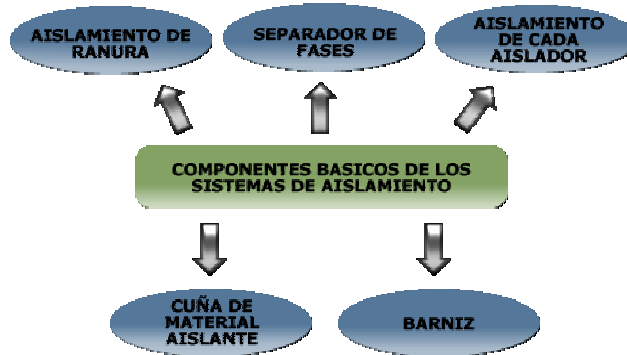 AISLAMIENTO DE
RANURA
SEPARADOR DE
FASES
AISLAMIENTO
DE CADA
AISLADOR
COMPONENTES BASICOS DE LOS
SISTEMAS DE AISLAMIENTO
CUÑA DE
MATERIAL
AISLANTE
BARNIZ